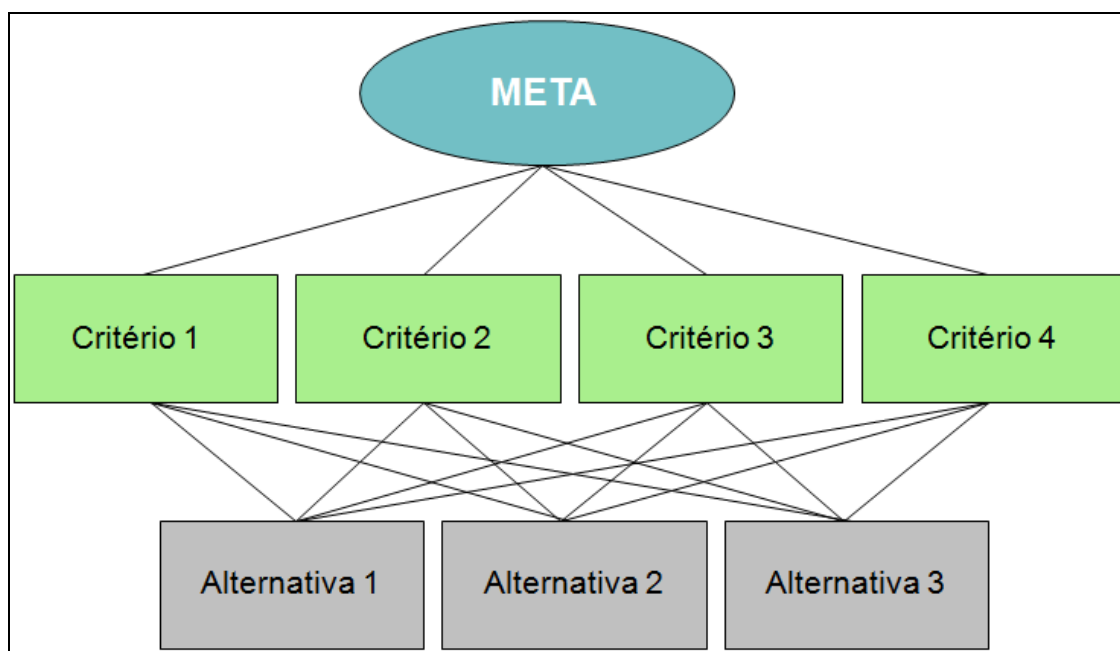 META
Critério 1
Critério 2
Critério 3
Critério 4
Alternativa 1
Alternativa 2
Alternativa 3